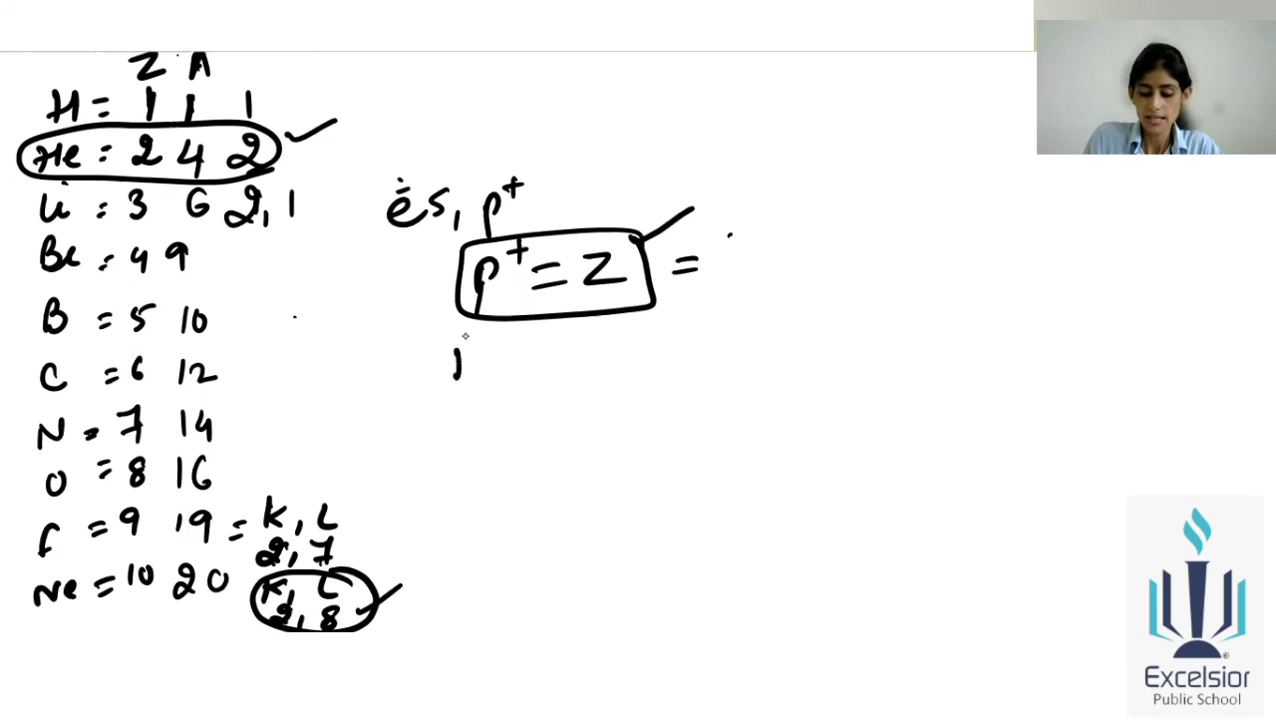 Z A
H = 1 1 1
He = 2 4 2
Li = 3 6 2, 1
Be = 4 9
B = 5 10
C = 6 12
N = 7 14
O = 8 16
F = 9 19 = K, L
2, 7
Ne = 10 20 K, L
2, 8
e̅s, p+
p+ = Z =
1
Excelsior
Public School